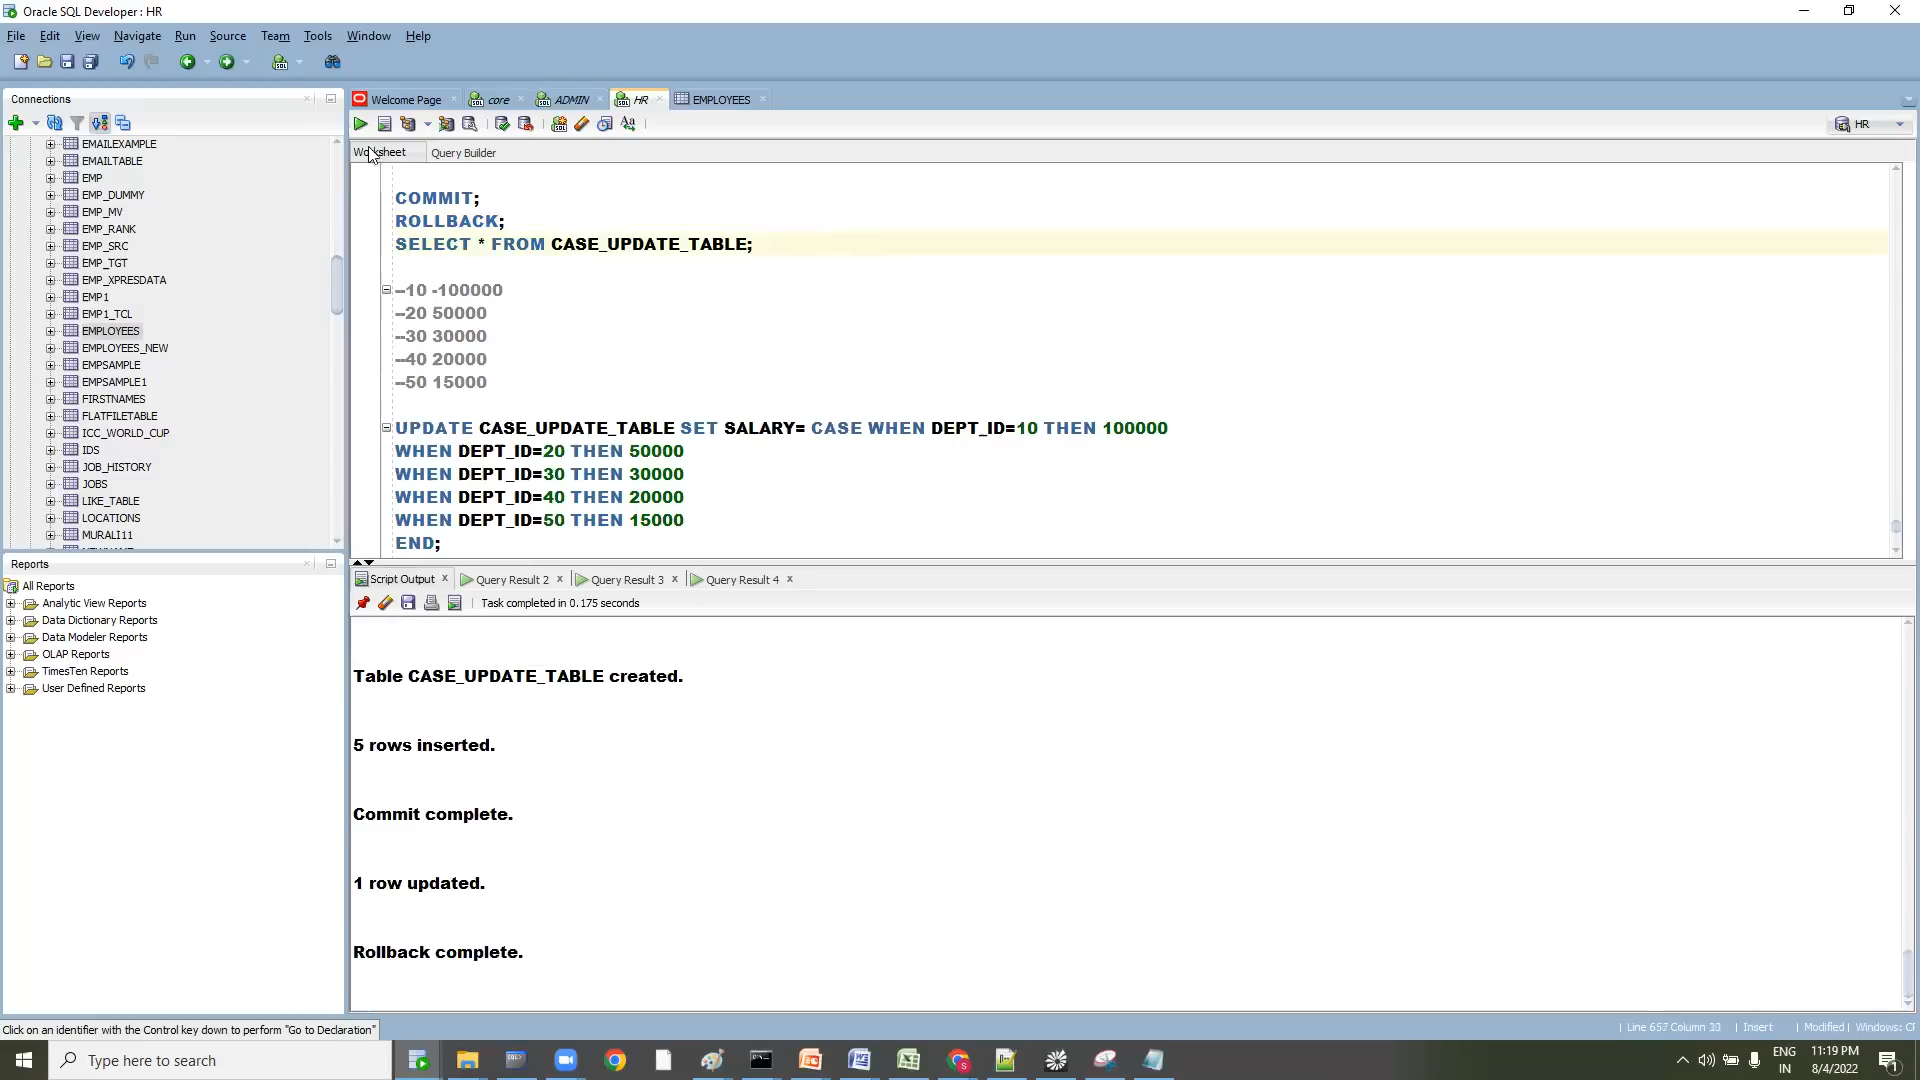 Oracle SQL Developer : HR
File Edit View Navigate Run Source Team Tools Window Help
Connections
EMAILEXAMPLE
EMAILTABLE
EMP
EMP_DUMMY
EMP_MV
EMP_RANK
EMP_SRC
EMP_TGT
EMP_XPRESDATA
EMP1
EMP1_TCL
EMPLOYEES
EMPLOYEES_NEW
EMPSAMPLE
EMPSAMPLE1
FIRSTNAMES
FLATFILETABLE
ICC_WORLD_CUP
IDS
JOB_HISTORY
JOBS
LIKE_TABLE
LOCATIONS
MURALI11
Reports
All Reports
Analytic View Reports
Data Dictionary Reports
Data Modeler Reports
OLAP Reports
TimesTen Reports
User Defined Reports
Welcome Page core ADMIN HR EMPLOYEES
HR
Worksheet Query Builder
COMMIT;
ROLLBACK;
SELECT * FROM CASE_UPDATE_TABLE;
--10 -100000
--20 50000
--30 30000
--40 20000
--50 15000
UPDATE CASE_UPDATE_TABLE SET SALARY= CASE WHEN DEPT_ID=10 THEN 100000
WHEN DEPT_ID=20 THEN 50000
WHEN DEPT_ID=30 THEN 30000
WHEN DEPT_ID=40 THEN 20000
WHEN DEPT_ID=50 THEN 15000
END;
Script Output Query Result 2 Query Result 3 Query Result 4
Task completed in 0.175 seconds
Table CASE_UPDATE_TABLE created.
5 rows inserted.
Commit complete.
1 row updated.
Rollback complete.
Click on an identifier with the Control key down to perform "Go to Declaration"
Insert Modified Windows: CF
Type here to search
ENG
IN
11:19 PM
8/4/2022